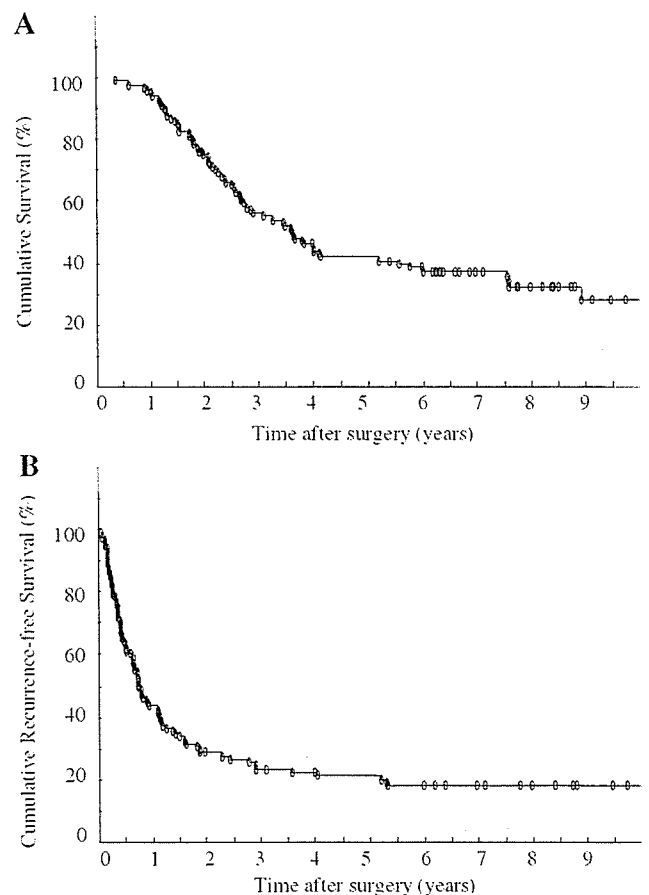 A
Cumulative Survival (%)
100
80
60
40
20
0
0 1 2 3 4 5 6 7 8 9
Time after surgery (years)
B
Cumulative Recurrence-free Survival (%)
100
80
60
40
20
0
0 1 2 3 4 5 6 7 8 9
Time after surgery (years)